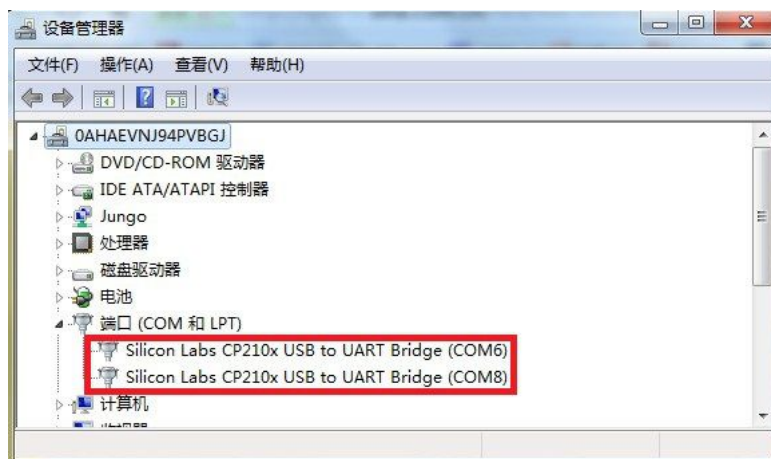 设备管理器
文件(F) 操作(A) 查看(V) 帮助(H)
0AHAEVNJ94PVBGJ
DVD/CD-ROM 驱动器
IDE ATA/ATAPI 控制器
Jungo
处理器
磁盘驱动器
电池
端口 (COM 和 LPT)
Silicon Labs CP210x USB to UART Bridge (COM6)
Silicon Labs CP210x USB to UART Bridge (COM8)
计算机